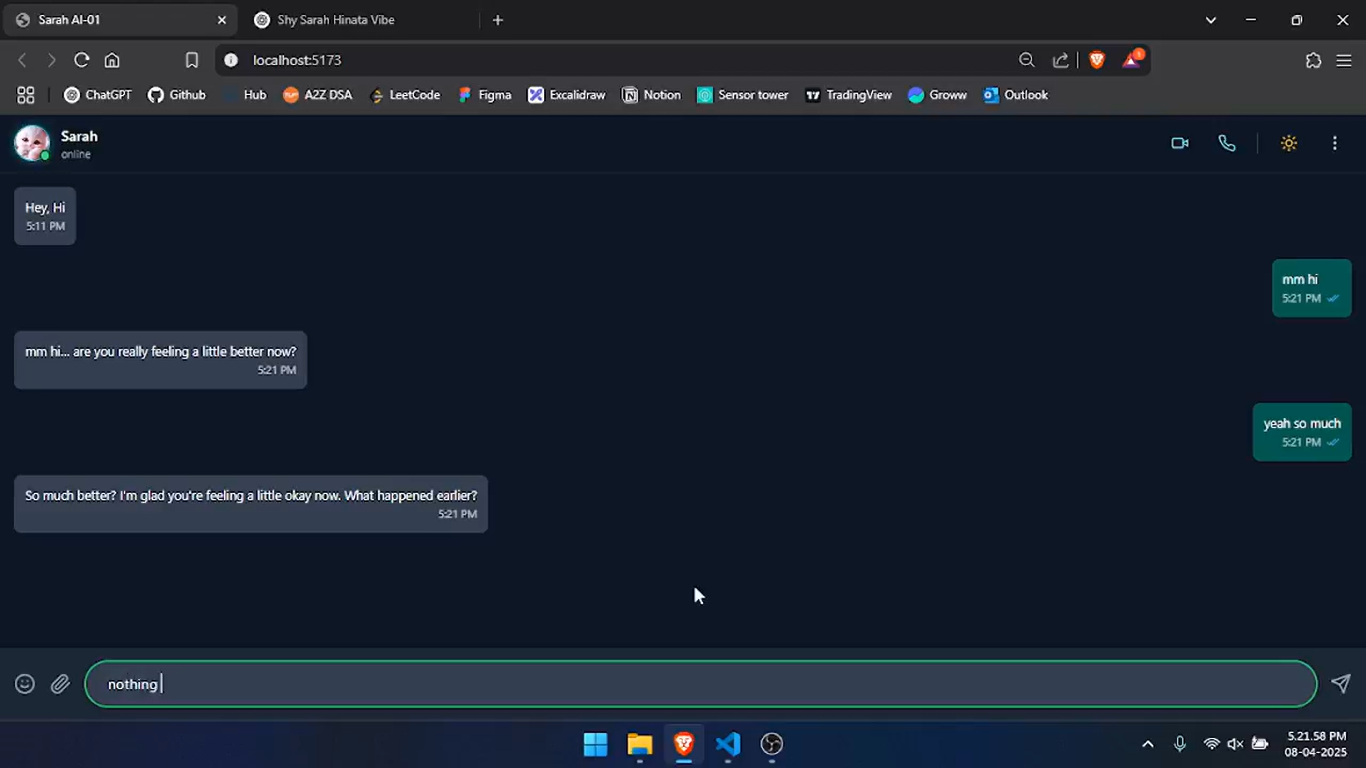 Sarah AI-01
Shy Sarah Hinata Vibe
localhost:5173
1
ChatGPT
Github
Hub
A2Z DSA
LeetCode
Figma
Excalidraw
Notion
Sensor tower
TradingView
Groww
Outlook
Sarah
online
Hey, Hi
5:11 PM
mm hi
5:21 PM
mm hi... are you really feeling a little better now?
5:21 PM
yeah so much
5:21 PM
So much better? I'm glad you're feeling a little okay now. What happened earlier?
5:21 PM
nothing
5:21:58 PM
08-04-2025